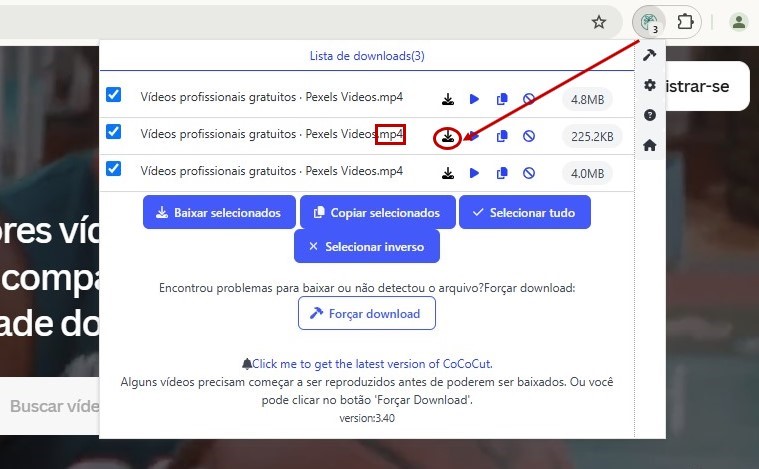 3
Lista de downloads(3)
istrar-se
Vídeos profissionais gratuitos · Pexels Videos.mp4 4.8MB
Vídeos profissionais gratuitos · Pexels Videos.mp4 225.2KB
Vídeos profissionais gratuitos · Pexels Videos.mp4 4.0MB
Baixar selecionados Copiar selecionados Selecionar tudo
ores víd
Selecionar inverso
compa
Encontrou problemas para baixar ou não detectou o arquivo?Forçar download:
ade do
Forçar download
Click me to get the latest version of CoCoCut.
Alguns vídeos precisam começar a ser reproduzidos antes de poderem ser baixados. Ou você
Buscar víde
pode clicar no botão 'Forçar Download'.
version:3.40